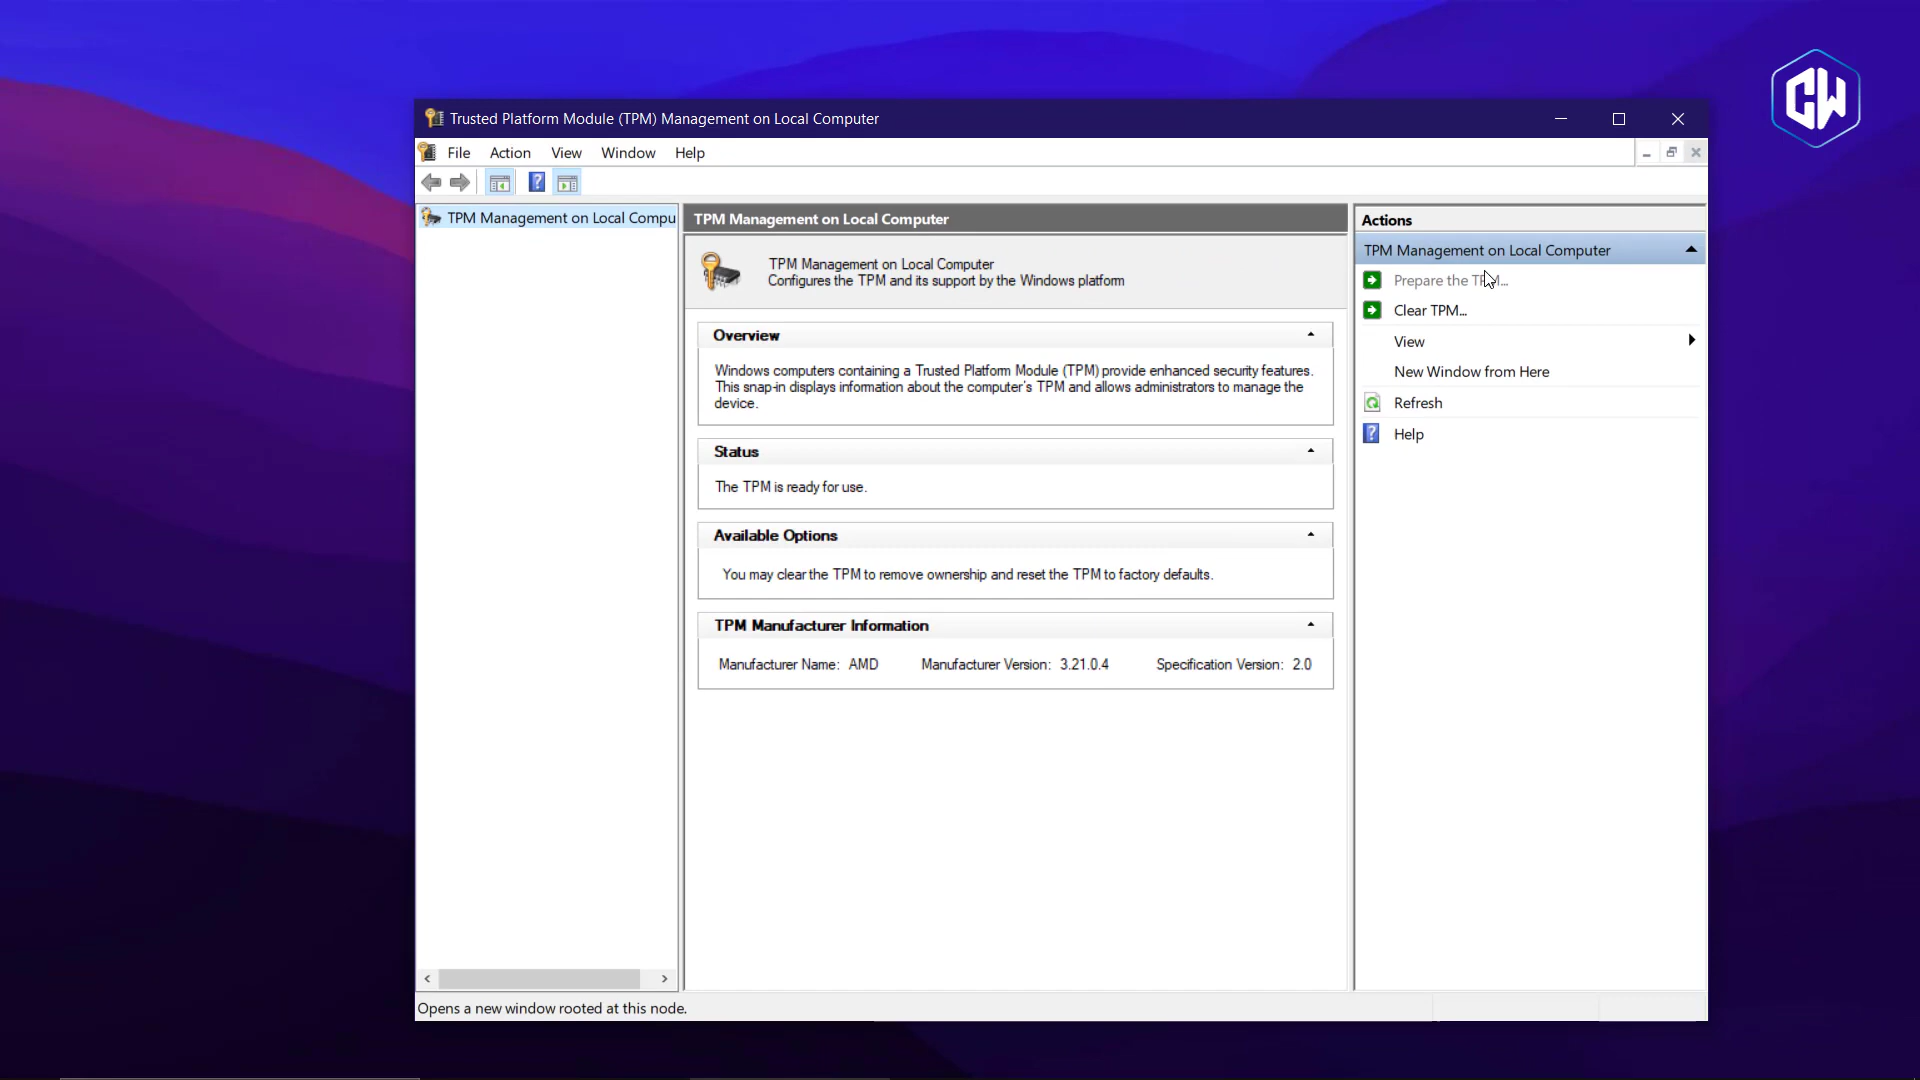 CW
Trusted Platform Module (TPM) Management on Local Computer
File Action View Window Help
TPM Management on Local Compu
TPM Management on Local Computer
TPM Management on Local Computer
Configures the TPM and its support by the Windows platform
Overview
Windows computers containing a Trusted Platform Module (TPM) provide enhanced security features.
This snap-in displays information about the computer's TPM and allows administrators to manage the
device.
Status
The TPM is ready for use.
Available Options
You may clear the TPM to remove ownership and reset the TPM to factory defaults.
TPM Manufacturer Information
Manufacturer Name: AMD Manufacturer Version: 3.21.0.4 Specification Version: 2.0
Actions
TPM Management on Local Computer
Prepare the TPM...
Clear TPM...
View
New Window from Here
Refresh
Help
Opens a new window rooted at this node.